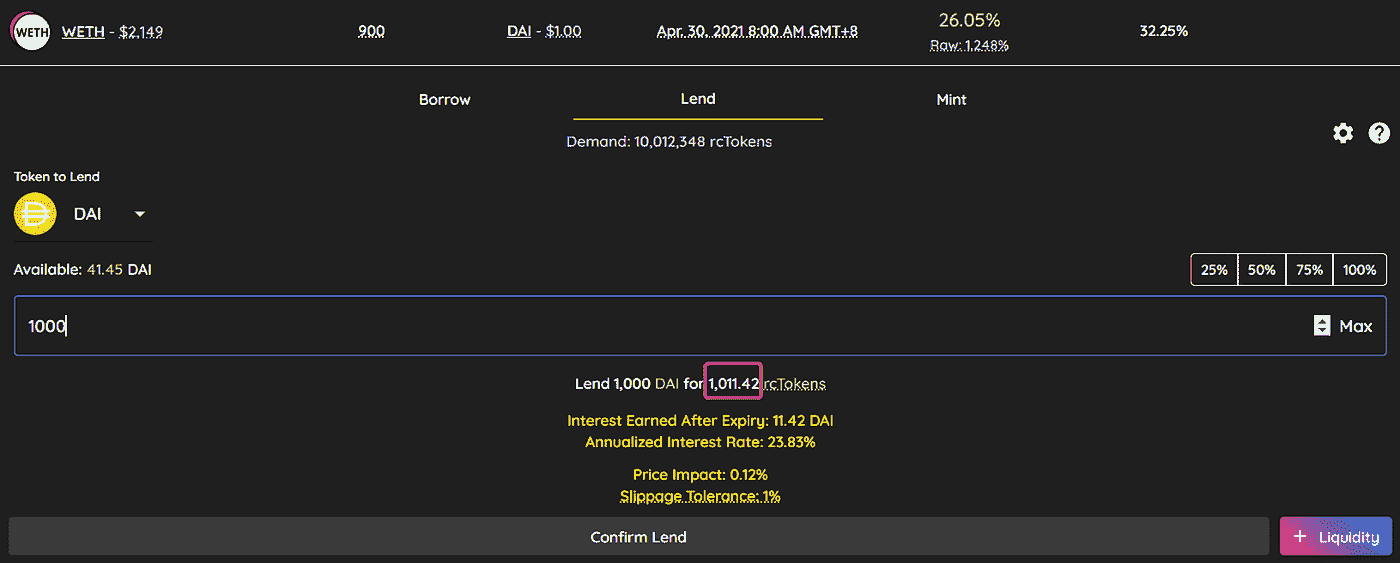 WETH WETH - $2,149 900 DAI - $1.00 Apr. 30, 2021 8:00 AM GMT+8 26.05% 32.25%
Raw: 1.248%
Borrow Lend Mint
Demand: 10,012,348 rcTokens
Token to Lend
DAI
Available: 41.45 DAI 25% 50% 75% 100%
1000 Max
Lend 1,000 DAI for 1,011.42 rcTokens
Interest Earned After Expiry: 11.42 DAI
Annualized Interest Rate: 23.83%
Price Impact: 0.12%
Slippage Tolerance: 1%
Confirm Lend + Liquidity